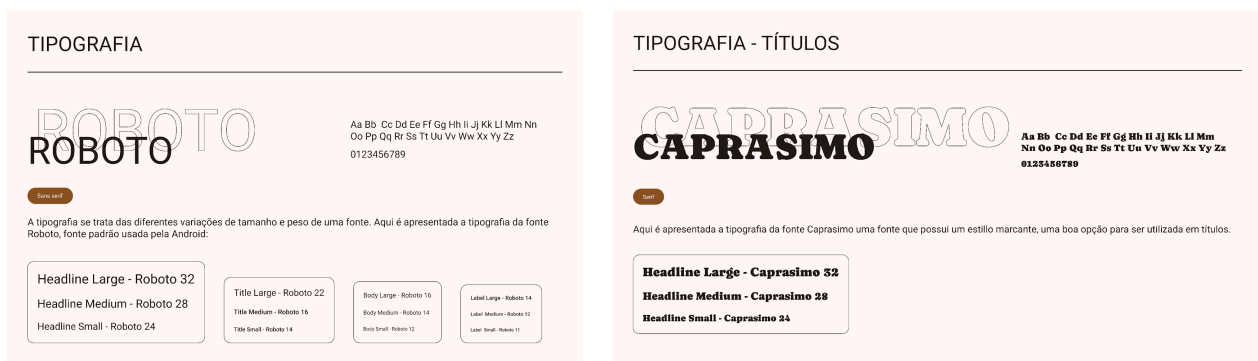 TIPOGRAFIA
ROBOTO
ROBOTO
Aa Bb Cc Dd Ee Ff Gg Hh Ii Jj Kk Ll Mm Nn
Oo Pp Qq Rr Ss Tt Uu Vv Ww Xx Yy Zz
0123456789
Sans serif
A tipografia se trata das diferentes variações de tamanho e peso de uma fonte. Aqui é apresentada a tipografia da fonte
Roboto, fonte padrão usada pela Android:
Headline Large - Roboto 32
Headline Medium - Roboto 28
Headline Small - Roboto 24
Title Large - Roboto 22
Title Medium - Roboto 16
Title Small - Roboto 14
Body Large - Roboto 16
Body Medium - Roboto 14
Body Small - Roboto 12
Label Large - Roboto 14
Label Medium - Roboto 12
Label Small - Roboto 11
TIPOGRAFIA - TÍTULOS
CAPRASIMO
CAPRASIMO
Aa Bb Cc Dd Ee Ff Gg Hh Ii Jj Kk Ll Mm
Nn Oo Pp Qq Rr Ss Tt Uu Vv Ww Xx Yy Zz
0123456789
Serif
Aqui é apresentada a tipografia da fonte Caprasimo uma fonte que possui um estillo marcante, uma boa opção para ser utilizada em títulos.
Headline Large - Caprasimo 32
Headline Medium - Caprasimo 28
Headline Small - Caprasimo 24